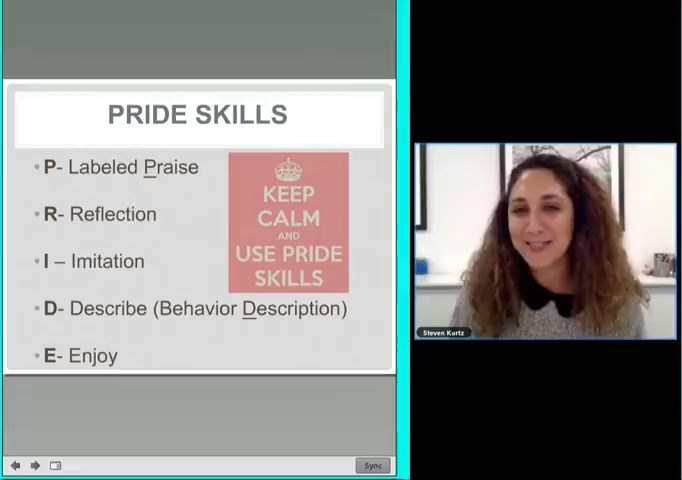 PRIDE SKILLS
• P- Labeled Praise
• R- Reflection
• I – Imitation
• D- Describe (Behavior Description)
• E- Enjoy
KEEP
CALM
AND
USE PRIDE
SKILLS
Steven Kurtz
Sync